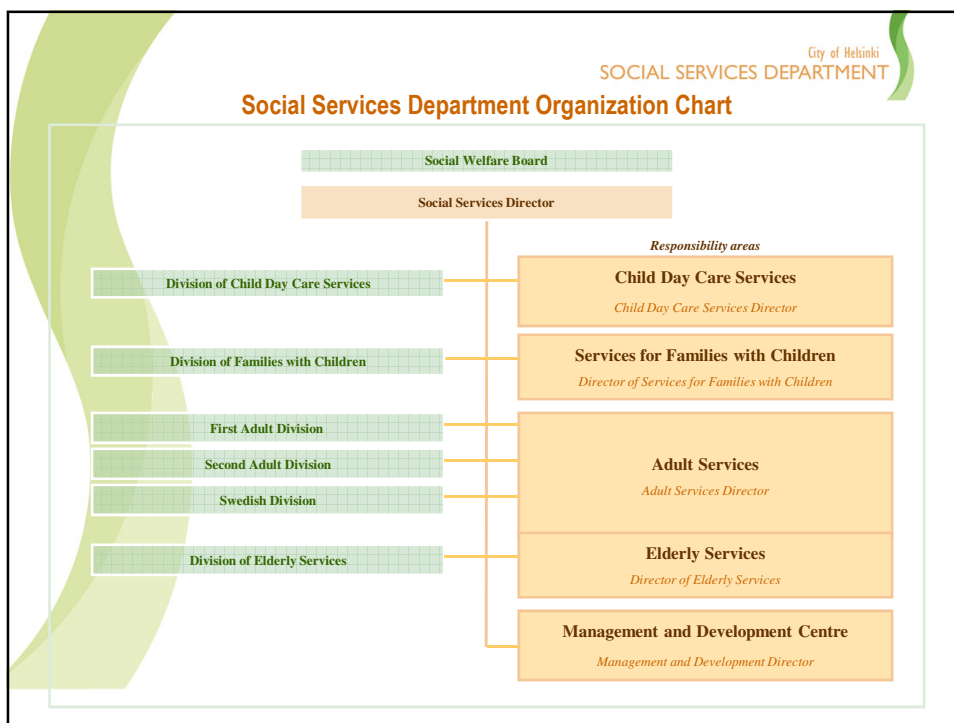 City of Helsinki
SOCIAL SERVICES DEPARTMENT
Social Services Department Organization Chart
Social Welfare Board
Social Services Director
Responsibility areas
Division of Child Day Care Services
Child Day Care Services
Child Day Care Services Director
Division of Families with Children
Services for Families with Children
Director of Services for Families with Children
First Adult Division
Second Adult Division
Swedish Division
Adult Services
Adult Services Director
Division of Elderly Services
Elderly Services
Director of Elderly Services
Management and Development Centre
Management and Development Director